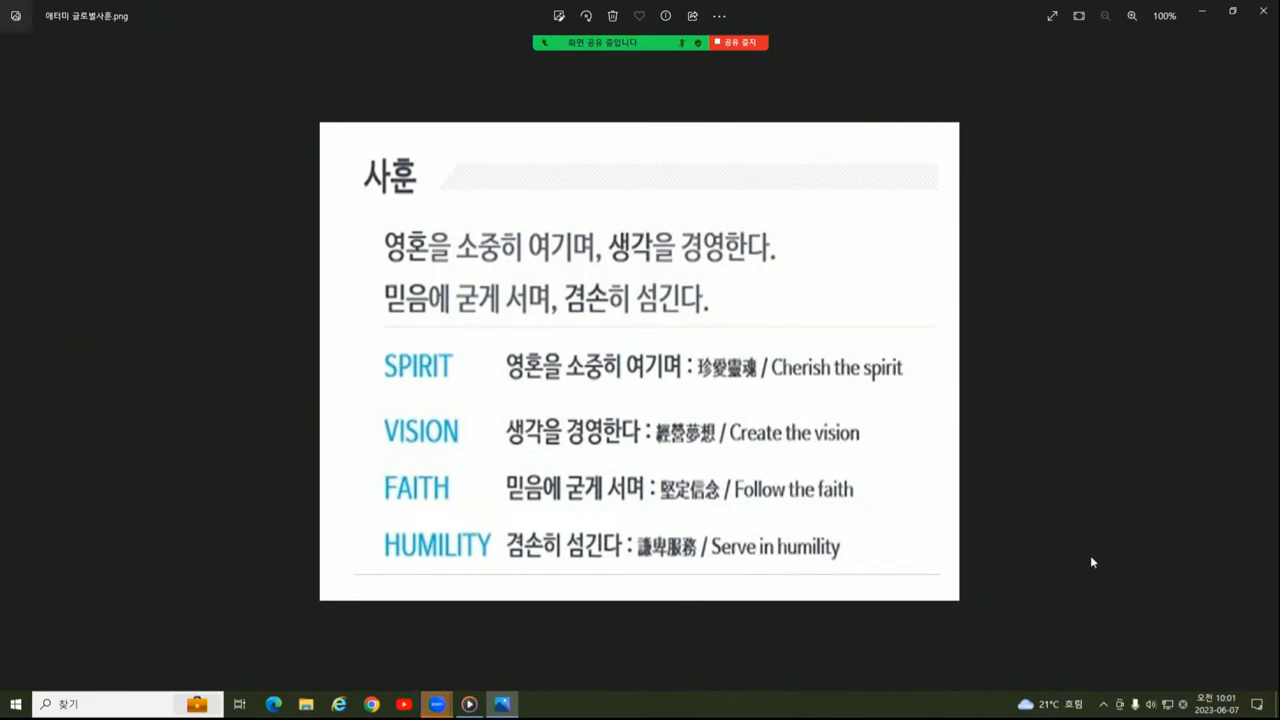 애터미 글로벌사훈.png
100%
화면 공유 중입니다
공유 중지
사훈
영혼을 소중히 여기며, 생각을 경영한다.
믿음에 굳게 서며, 겸손히 섬긴다.
SPIRIT 영혼을 소중히 여기며 : 珍愛靈魂 / Cherish the spirit
VISION 생각을 경영한다 : 經營夢想 / Create the vision
FAITH 믿음에 굳게 서며 : 堅定信念 / Follow the faith
HUMILITY 겸손히 섬긴다 : 謙卑服務 / Serve in humility
찾기
21°C 흐림
오전 10:01
2023-06-07